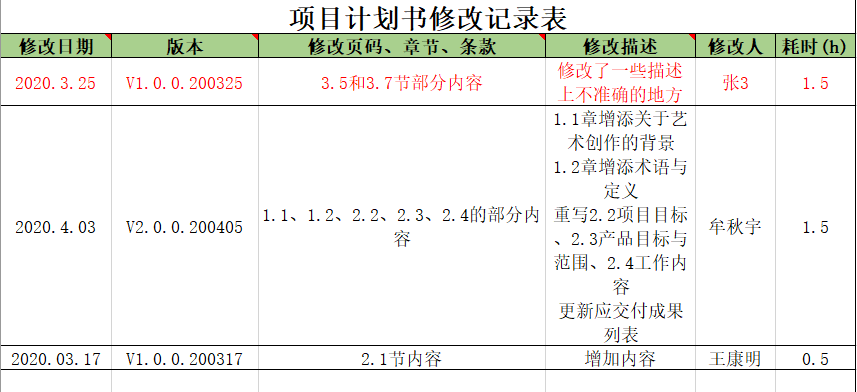 项目计划书修改记录表
修改日期 版本 修改页码、章节、条款 修改描述 修改人 耗时(h)
2020.3.25 V1.0.0.200325 3.5和3.7节部分内容 修改了一些描述
上不准确的地方 张3 1.5
2020.4.03 V2.0.0.200405 1.1、1.2、2.2、2.3、2.4的部分内
容 1.1章增添关于艺
术创作的背景
1.2章增添术语与
定义
重写2.2项目目标
、2.3产品目标与
范围、2.4工作内
容
更新应交付成果
列表 牟秋宇 1.5
2020.03.17 V1.0.0.200317 2.1节内容 增加内容 王康明 0.5